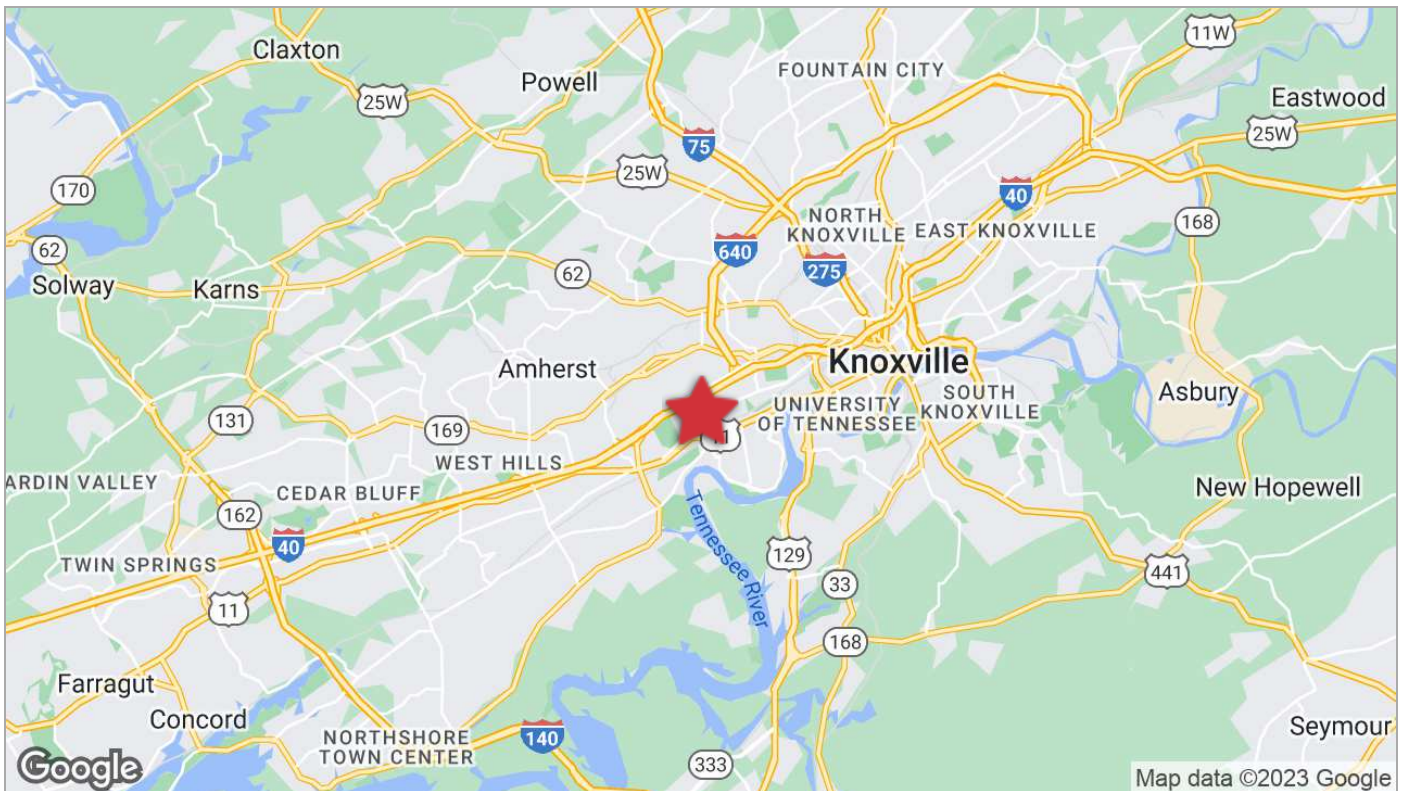 Claxton
Powell
FOUNTAIN CITY
11W
Eastwood
25W
25W
75
25W
170
40
168
NORTH
KNOXVILLE
EAST KNOXVILLE
62
640
275
62
Solway
Karns
Amherst
Knoxville
Asbury
SOUTH
KNOXVILLE
UNIVERSITY
OF TENNESSEE
131
169
WEST HILLS
ARDIN VALLEY
CEDAR BLUFF
New Hopewell
162
40
Tennessee River
129
TWIN SPRINGS
33
441
11
168
Farragut
Concord
NORTHSHORE
TOWN CENTER
140
333
Seymour
Google
Map data ©2023 Google